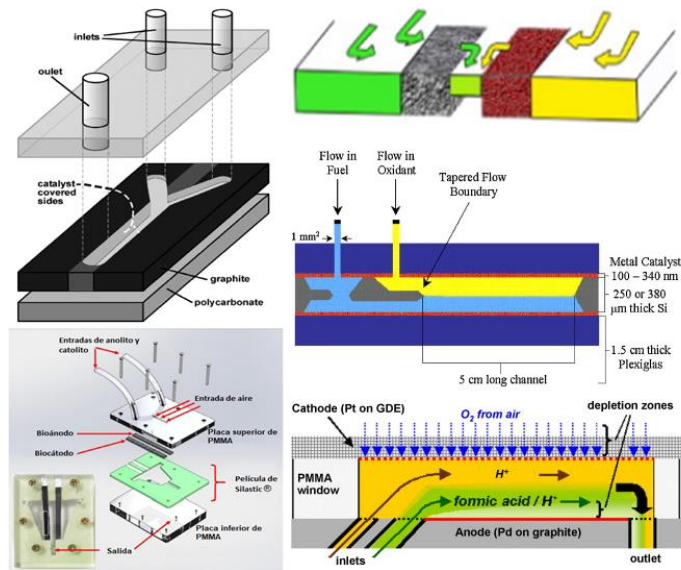 inlets
oulet
catalyst
covered
sides
graphite
polycarbonate
Flow in
Fuel
Flow in
Oxidant
Tapered Flow
Boundary
1 mm²
Metal Catalyst
100 – 340 nm
250 or 380
µm thick Si
1.5 cm thick
Plexiglas
5 cm long channel
Entradas de anolito y
catolito
Entrada de
aire
Placa superior de
PMMA
Bioánodo
Biocátodo
Película de
Silastic ®
Placa inferior de
PMMA
Salida
Cathode (Pt on GDE)
O₂ from air
depletion zones
PMMA
window
H⁺
formic acid / H⁺
Anode (Pd on graphite)
inlets
outlet